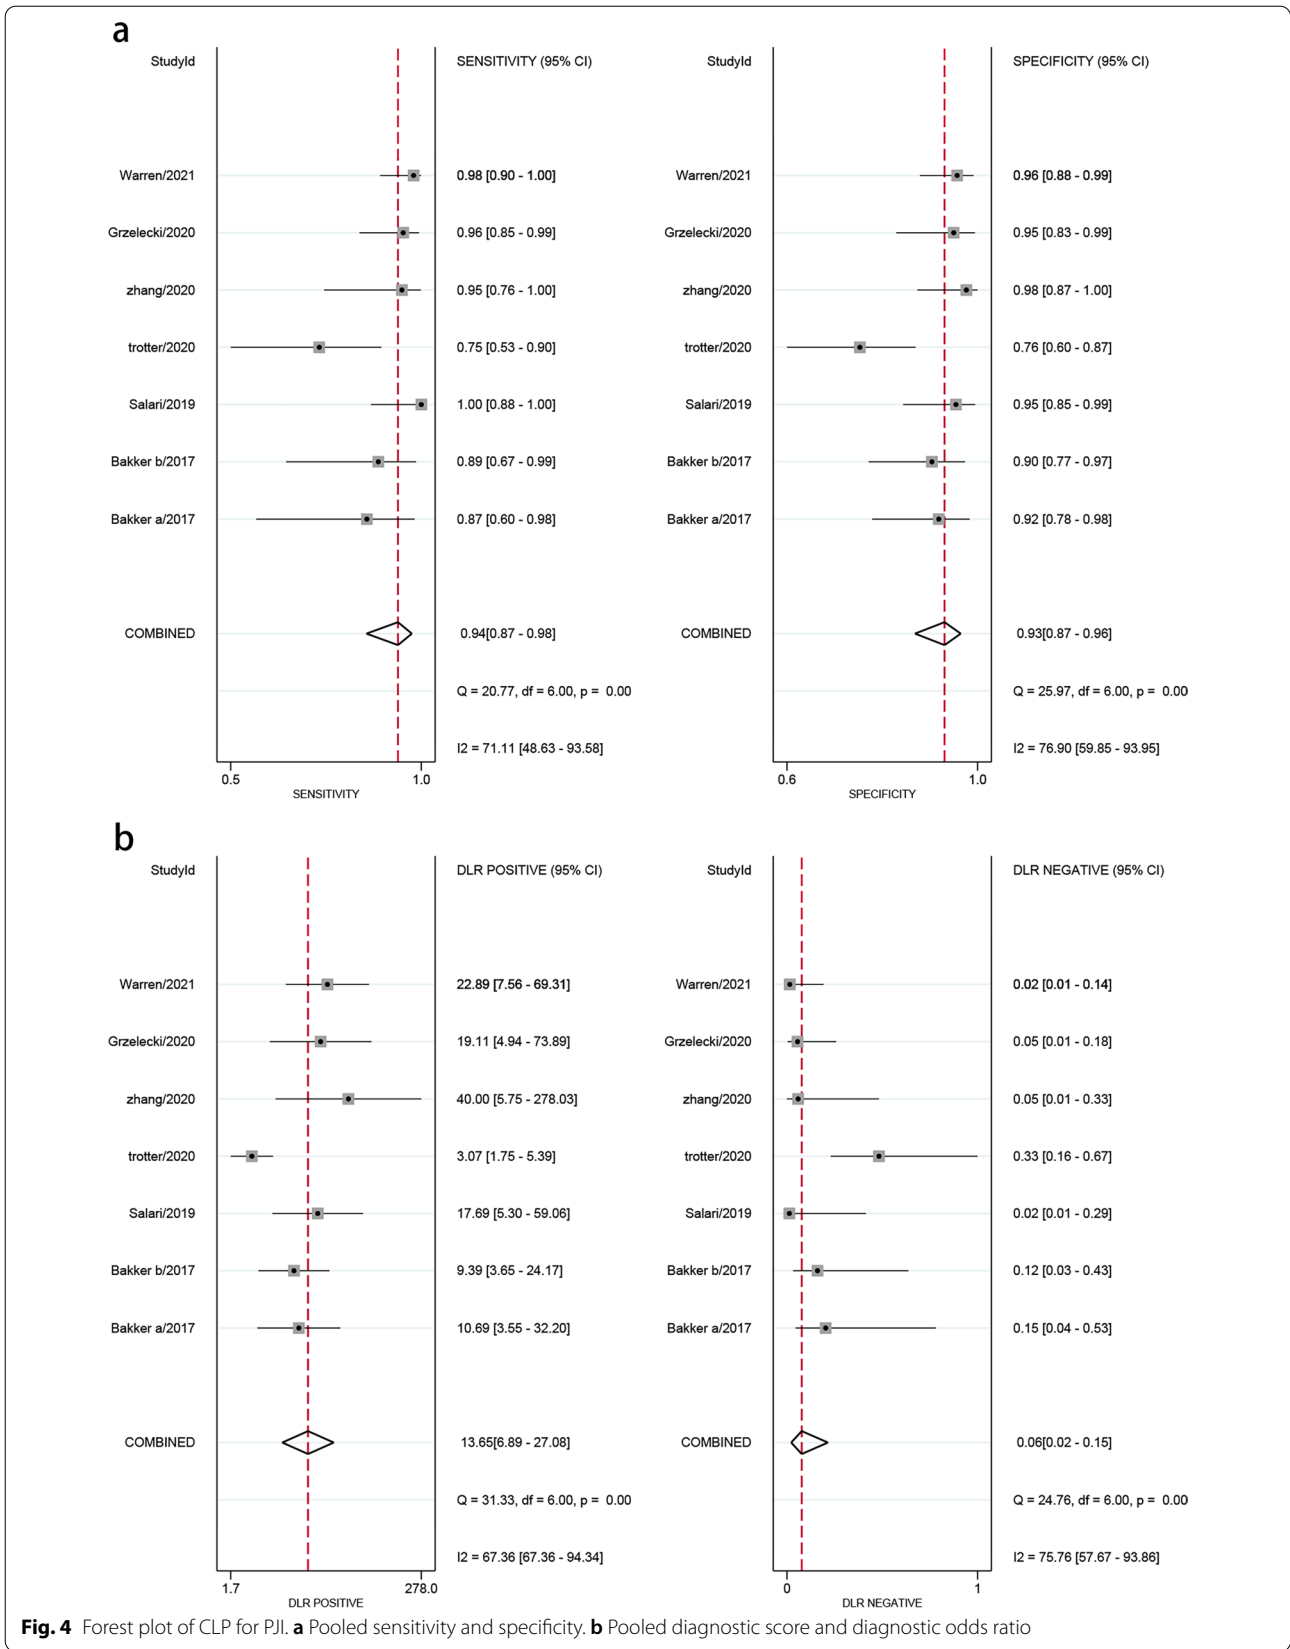 a
StudyId SENSITIVITY (95% CI)
Warren/2021 0.98 [0.90 - 1.00]
Grzelecki/2020 0.96 [0.85 - 0.99]
zhang/2020 0.95 [0.76 - 1.00]
trotter/2020 0.75 [0.53 - 0.90]
Salari/2019 1.00 [0.88 - 1.00]
Bakker b/2017 0.89 [0.67 - 0.99]
Bakker a/2017 0.87 [0.60 - 0.98]
COMBINED 0.94[0.87 - 0.98]
Q = 20.77, df = 6.00, p = 0.00
I2 = 71.11 [48.63 - 93.58]
0.5 1.0
SENSITIVITY
StudyId SPECIFICITY (95% CI)
Warren/2021 0.96 [0.88 - 0.99]
Grzelecki/2020 0.95 [0.83 - 0.99]
zhang/2020 0.98 [0.87 - 1.00]
trotter/2020 0.76 [0.60 - 0.87]
Salari/2019 0.95 [0.85 - 0.99]
Bakker b/2017 0.90 [0.77 - 0.97]
Bakker a/2017 0.92 [0.78 - 0.98]
COMBINED 0.93[0.87 - 0.96]
Q = 25.97, df = 6.00, p = 0.00
I2 = 76.90 [59.85 - 93.95]
0.6 1.0
SPECIFICITY
b
StudyId DLR POSITIVE (95% CI)
Warren/2021 22.89 [7.56 - 69.31]
Grzelecki/2020 19.11 [4.94 - 73.89]
zhang/2020 40.00 [5.75 - 278.03]
trotter/2020 3.07 [1.75 - 5.39]
Salari/2019 17.69 [5.30 - 59.06]
Bakker b/2017 9.39 [3.65 - 24.17]
Bakker a/2017 10.69 [3.55 - 32.20]
COMBINED 13.65[6.89 - 27.08]
Q = 31.33, df = 6.00, p = 0.00
I2 = 67.36 [67.36 - 94.34]
1.7 278.0
DLR POSITIVE
StudyId DLR NEGATIVE (95% CI)
Warren/2021 0.02 [0.01 - 0.14]
Grzelecki/2020 0.05 [0.01 - 0.18]
zhang/2020 0.05 [0.01 - 0.33]
trotter/2020 0.33 [0.16 - 0.67]
Salari/2019 0.02 [0.01 - 0.29]
Bakker b/2017 0.12 [0.03 - 0.43]
Bakker a/2017 0.15 [0.04 - 0.53]
COMBINED 0.06[0.02 - 0.15]
Q = 24.76, df = 6.00, p = 0.00
I2 = 75.76 [57.67 - 93.86]
0 1
DLR NEGATIVE
Fig. 4 Forest plot of CLP for PJI. a Pooled sensitivity and specificity. b Pooled diagnostic score and diagnostic odds ratio